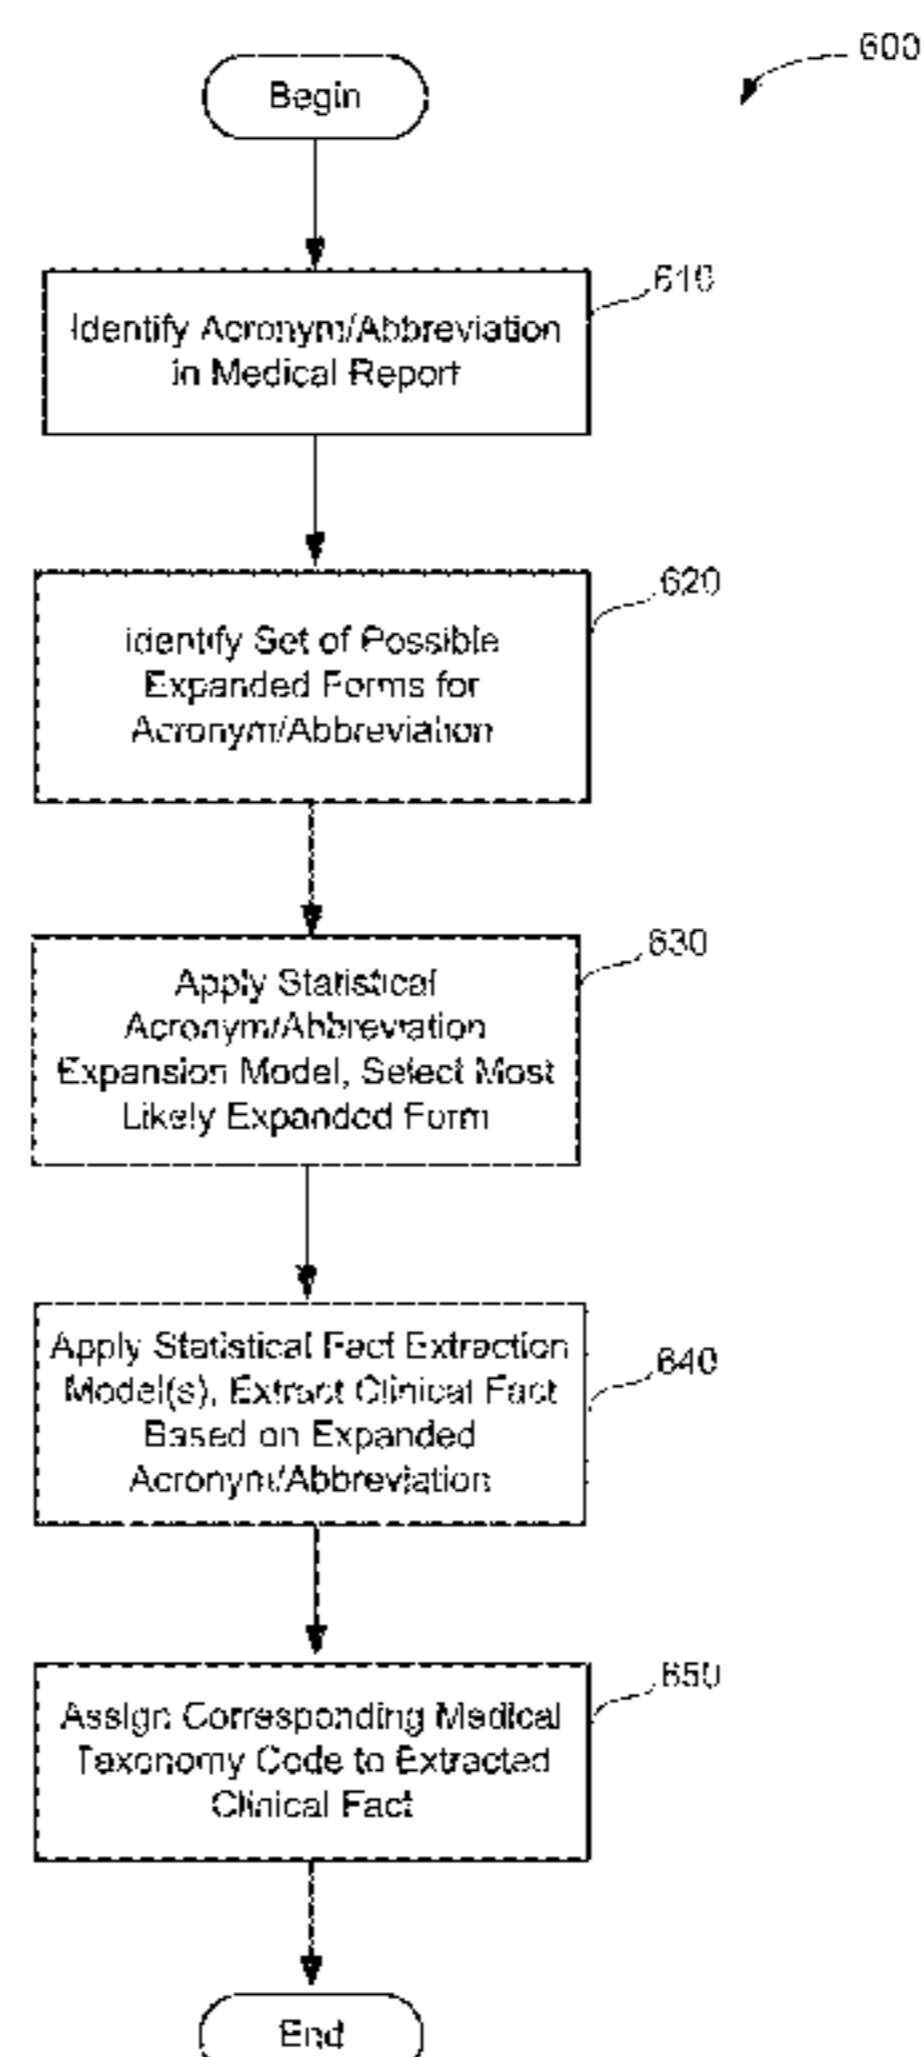 600
Begin
610
Identify Acronym/Abbreviation
in Medical Report
620
Identify Set of Possible
Expanded Forms for
Acronym/Abbreviation
630
Apply Statistical
Acronym/Abbreviation
Expansion Model, Select Most
Likely Expanded Form
640
Apply Statistical Fact Extraction
Model(s), Extract Clinical Fact
Based on Expanded
Acronym/Abbreviation
650
Assign Corresponding Medical
Taxonomy Code to Extracted
Clinical Fact
End